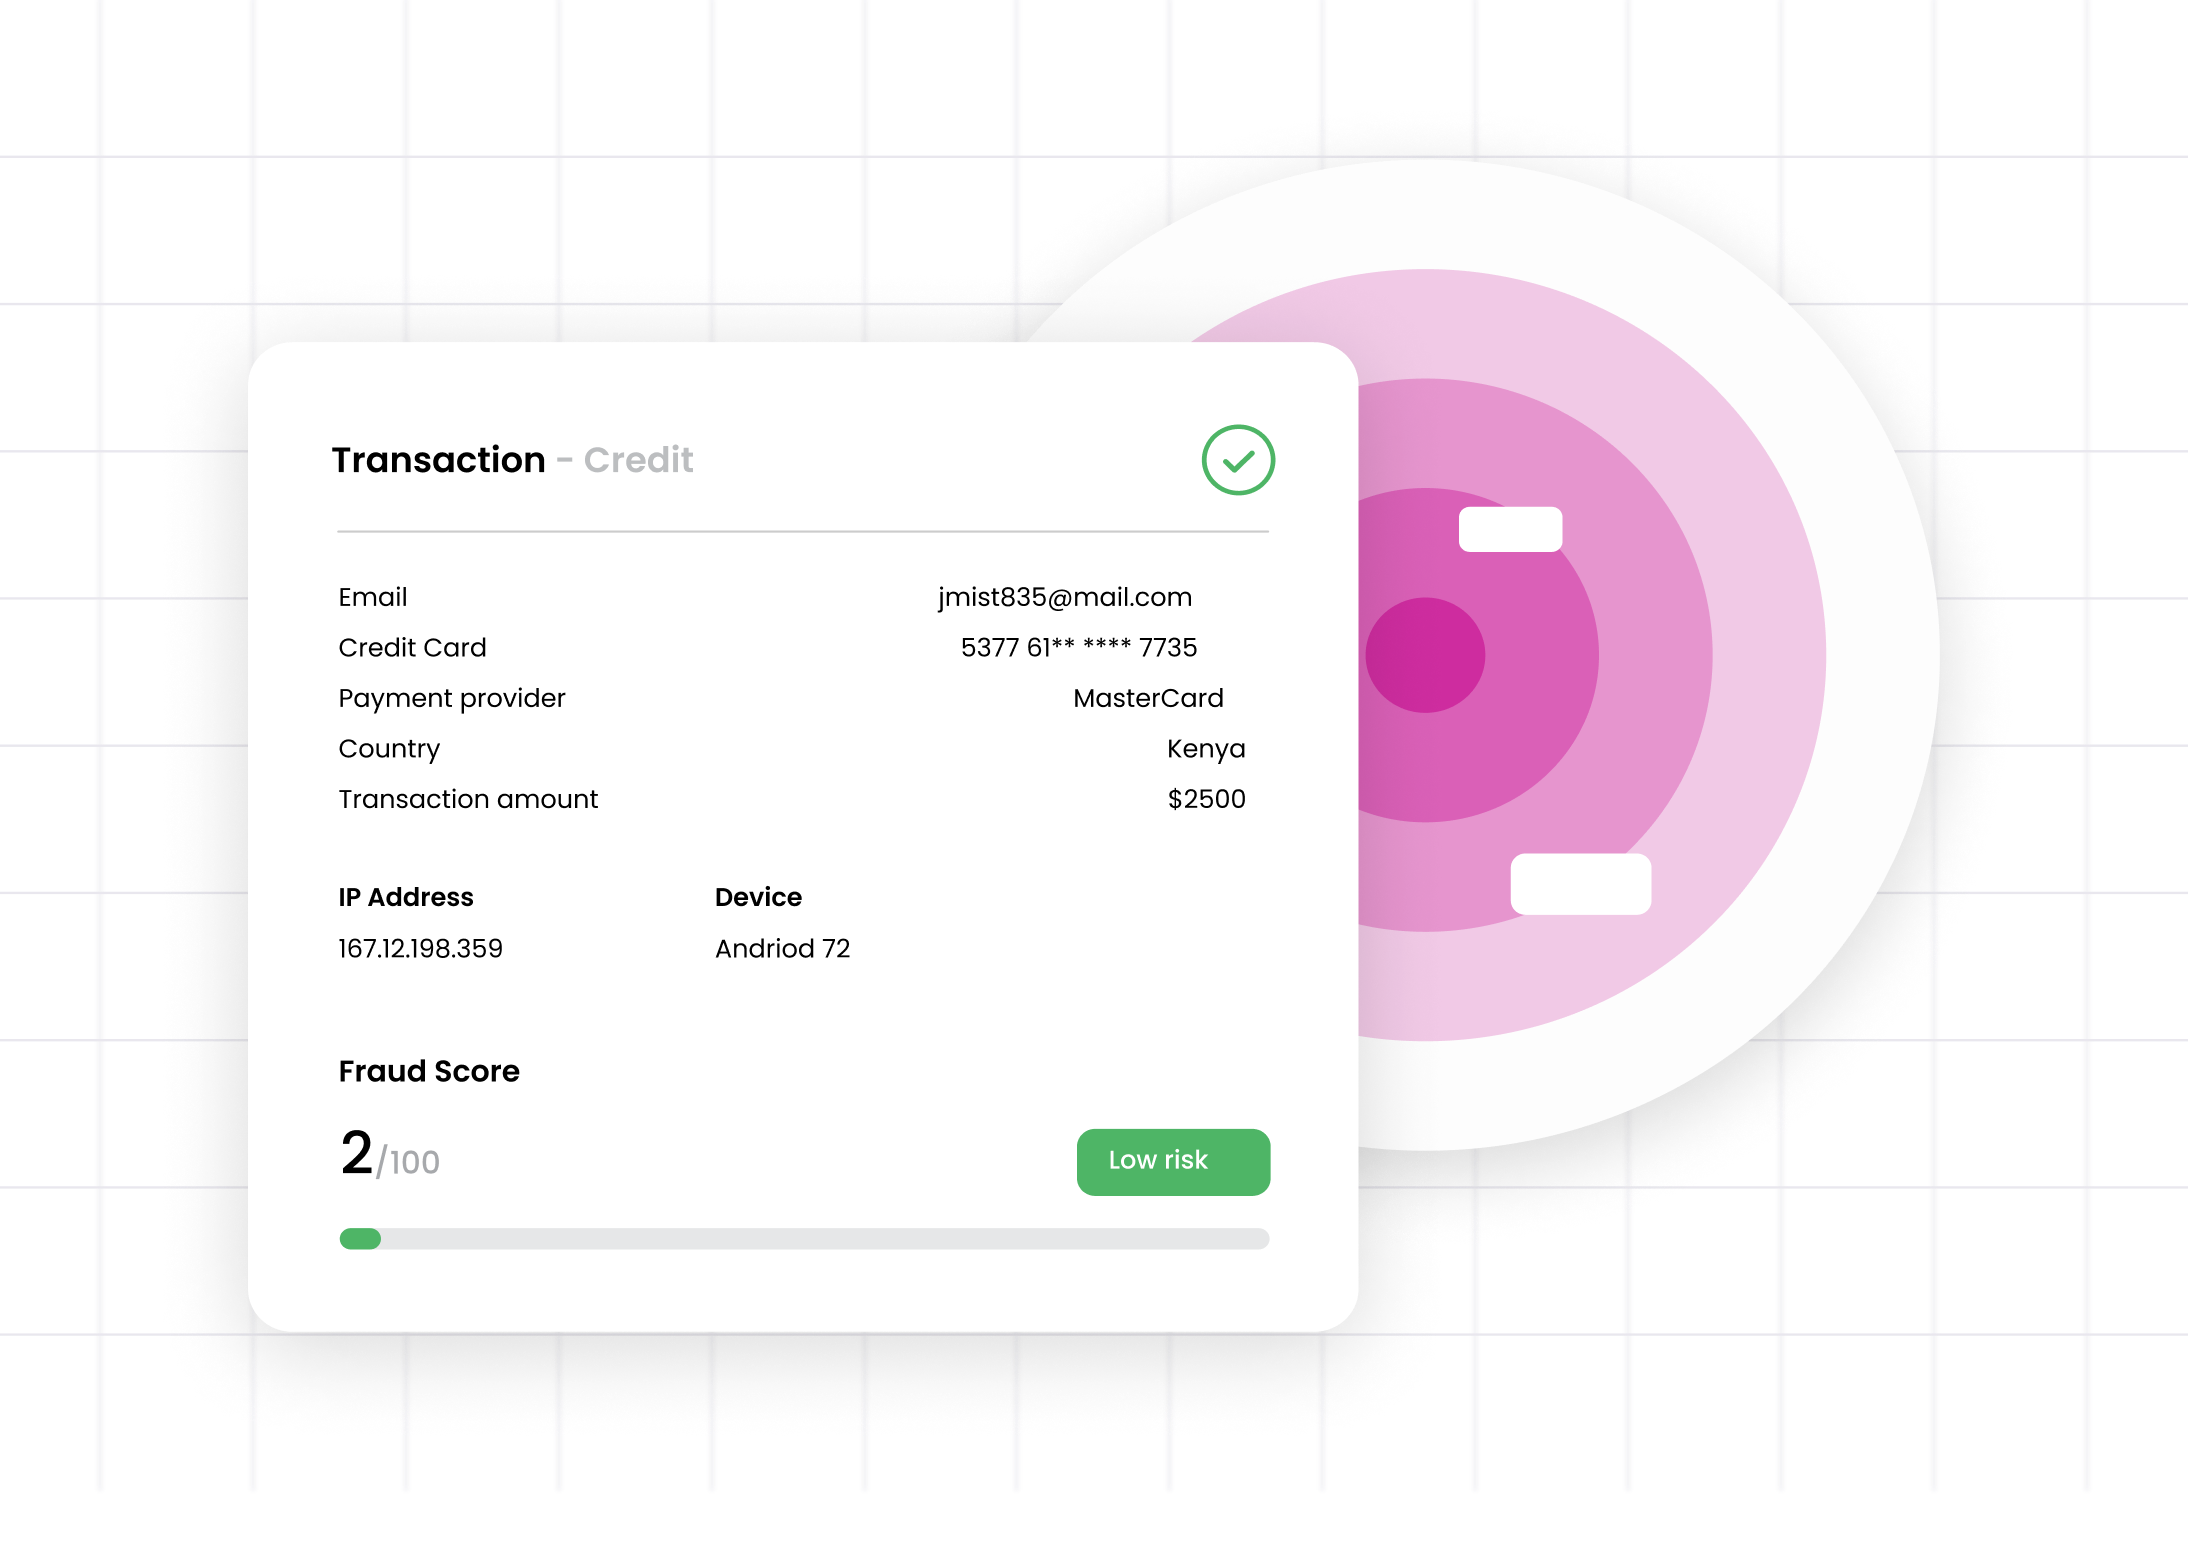 Transaction - Credit
Email jmist835@mail.com
Credit Card 5377 61** **** 7735
Payment provider MasterCard
Country Kenya
Transaction amount $2500
IP Address Device
167.12.198.359 Andriod 72
Fraud Score
2/100 Low risk